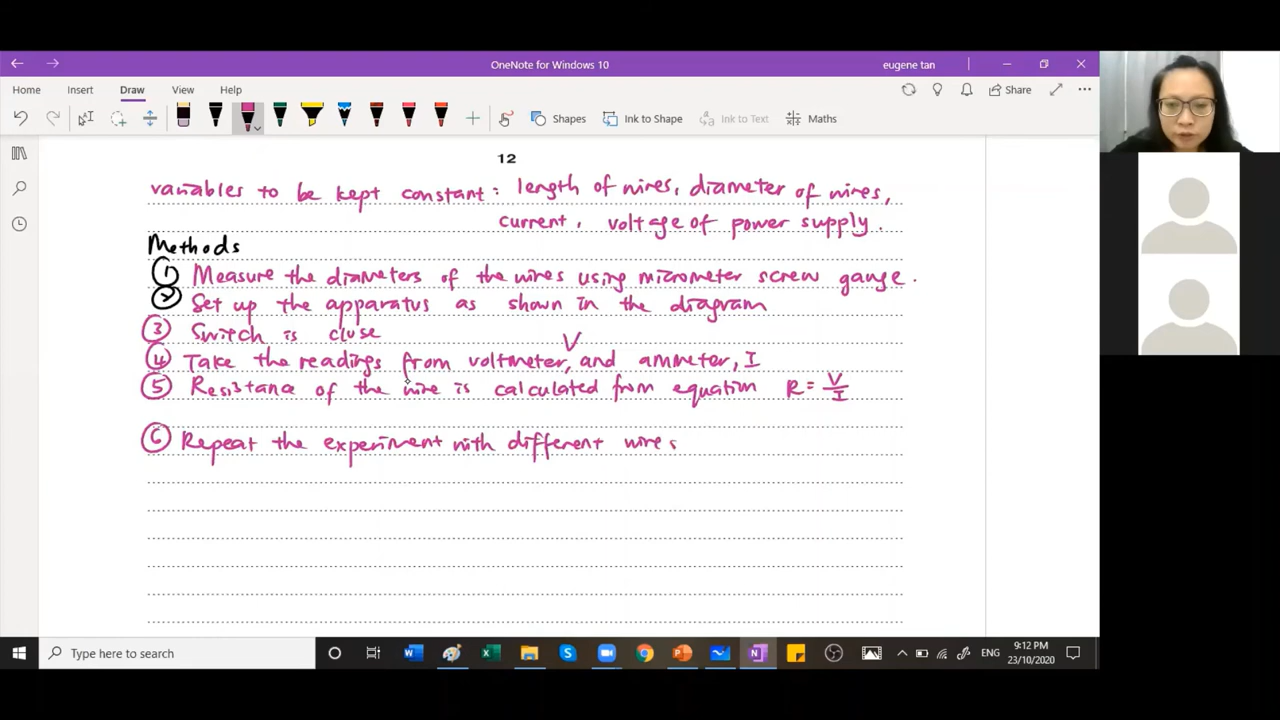 OneNote for Windows 10
eugene tan
Home Insert Draw View Help
Share
Shapes Ink to Shape Ink to Text Maths
12
variables to be kept constant: length of wires, diameter of wires,
current, voltage of power supply.
Methods
① Measure the diameters of the wires using micrometer screw gauge.
② Set up the apparatus as shown in the diagram
③ Switch is close
④ Take the readings from voltmeter, V and ammeter, I
⑤ Resistance of the wire is calculated from equation R = V/I
⑥ Repeat the experiment with different wires
Type here to search
ENG
9:12 PM
23/10/2020